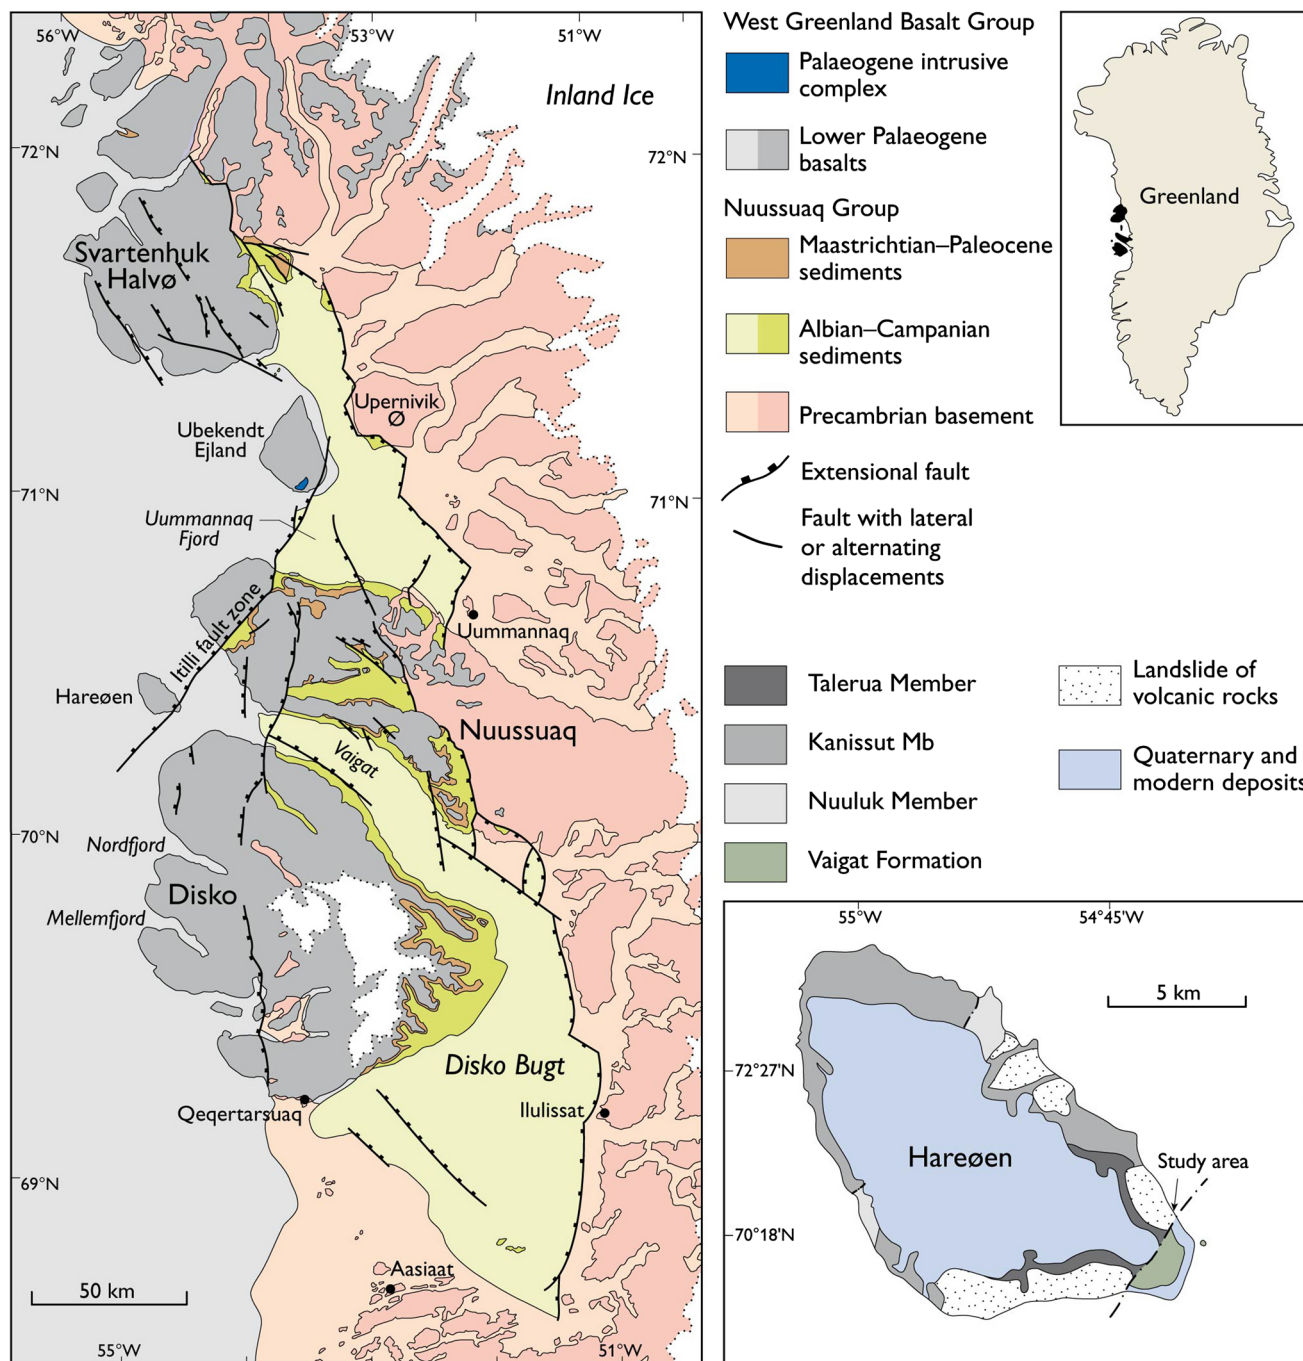 56°W
53°W
51°W
Inland Ice
72°N
72°N
Svartenhuk
Halvø
Upernivik
Ø
Ubekendt
Ejland
71°N
71°N
Uummannaq
Fjord
Itilli fault zone
Uummannaq
Hareøen
Nuussuaq
Vaigat
70°N
Nordfjord
Disko
Mellemfjord
Disko Bugt
Qeqertarsuaq
Ilulissat
69°N
Aasiaat
50 km
55°W
51°W
West Greenland Basalt Group
Palaeogene intrusive
complex
Lower Palaeogene
basalts
Nuussuaq Group
Maastrichtian–Paleocene
sediments
Albian–Campanian
sediments
Precambrian basement
Extensional fault
Fault with lateral
or alternating
displacements
Greenland
Talerua Member
Kanissut Mb
Nuuluk Member
Vaigat Formation
Landslide of
volcanic rocks
Quaternary and
modern deposits
55°W
54°45'W
5 km
72°27'N
Hareøen
Study area
70°18'N